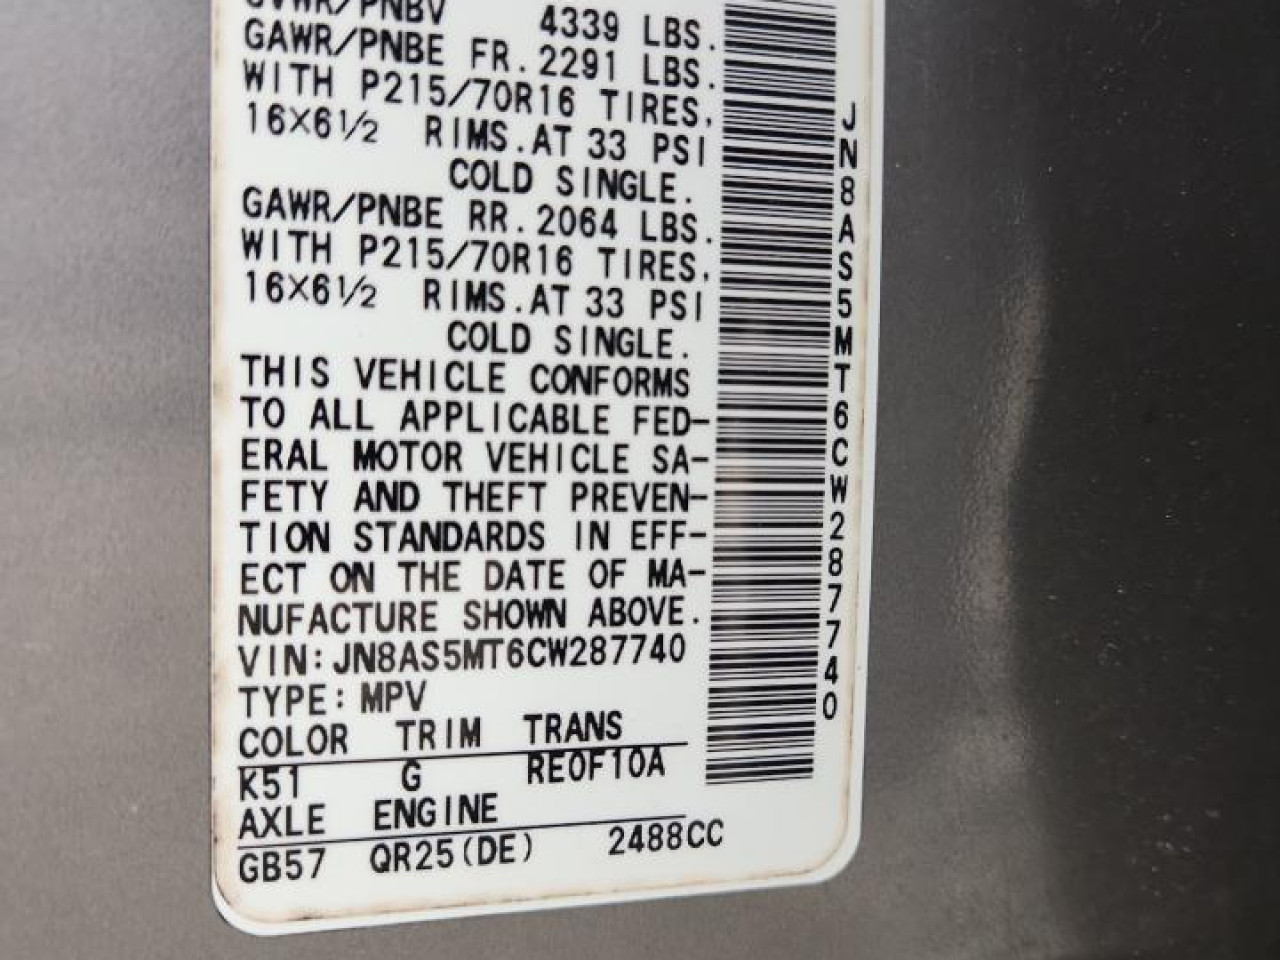 GVWR/PNBV 4339 LBS.
GAWR/PNBE FR. 2291 LBS.
WITH P215/70R16 TIRES,
16X6½ RIMS. AT 33 PSI
COLD SINGLE.
GAWR/PNBE RR. 2064 LBS.
WITH P215/70R16 TIRES,
16X6½ RIMS. AT 33 PSI
COLD SINGLE.
THIS VEHICLE CONFORMS
TO ALL APPLICABLE FED-
ERAL MOTOR VEHICLE SA-
FETY AND THEFT PREVEN-
TION STANDARDS IN EFF-
ECT ON THE DATE OF MA-
NUFACTURE SHOWN ABOVE.
VIN: JN8AS5MT6CW287740
TYPE: MPV
COLOR TRIM TRANS
K51 G RE0F10A
AXLE ENGINE
GB57 QR25(DE) 2488CC
JN8AS5MT6CW287740